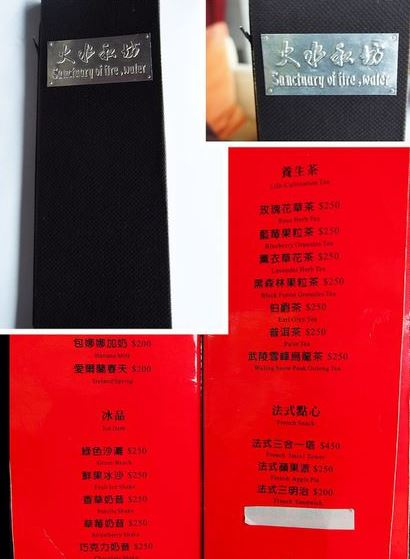 火水私坊
Sanctuary of fire,water
火水私坊
Sanctuary of fire,water
養生茶
Life-Cultivation Tea
玫瑰花草茶 $250
Rose Herb Tea
藍莓果粒茶 $250
Blueberry Granules Tea
薰衣草花茶 $250
Lavender Herb Tea
黑森林果粒茶 $250
Black Forest Granules Tea
伯爵茶 $250
Earl Grey Tea
普洱茶 $250
Puer Tea
武陵雪峰烏龍茶 $250
Wuling Snow Peak Oolong Tea
包娜娜加奶 $200
Banana Milk
愛爾蘭春天 $200
Ireland Spring
冰品
Ice Item
綠色沙灘 $250
Green Beach
鮮果冰沙 $250
Fruit Ice Shake
香草奶昔 $250
Vanilla Shake
草莓奶昔 $250
Strawberry Shake
巧克力奶昔 $250
法式點心
French Snack
法式三合一塔 $450
French 3 in 1 Tower
法式蘋果派 $250
French Apple Pie
法式三明治 $200
French Sandwich